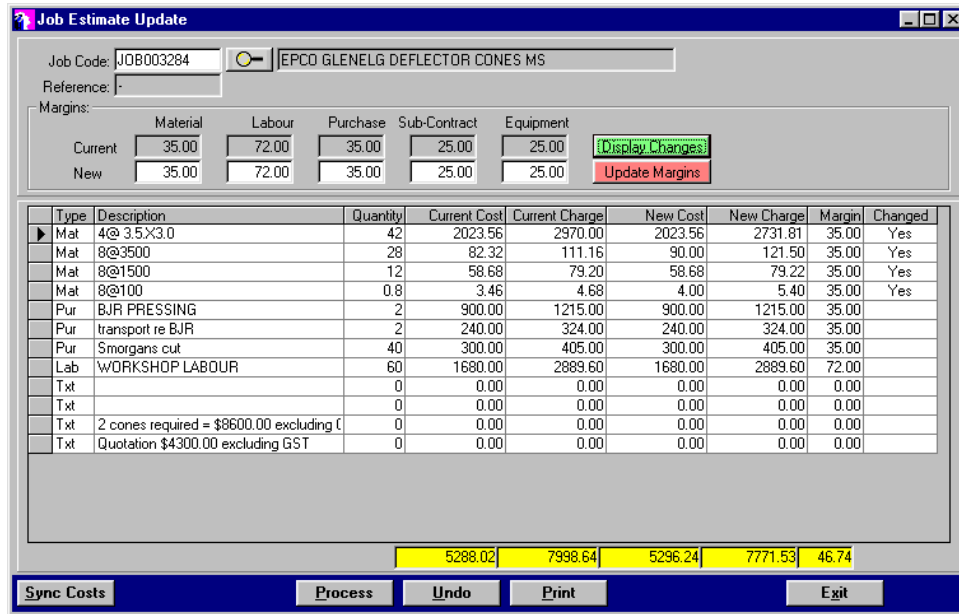 Job Estimate Update
Job Code: JOB003284 EPCO GLENELG DEFLECTOR CONES MS
Reference: -
Margins:
Material Labour Purchase Sub-Contract Equipment
Current 35.00 72.00 35.00 25.00 25.00 Display Changes
New 35.00 72.00 35.00 25.00 25.00 Update Margins
Type Description Quantity Current Cost Current Charge New Cost New Charge Margin Changed
Mat 4@ 3.5.X3.0 42 2023.56 2970.00 2023.56 2731.81 35.00 Yes
Mat 8@3500 28 82.32 111.16 90.00 121.50 35.00 Yes
Mat 8@1500 12 58.68 79.20 58.68 79.22 35.00 Yes
Mat 8@100 0.8 3.46 4.68 4.00 5.40 35.00 Yes
Pur BJR PRESSING 2 900.00 1215.00 900.00 1215.00 35.00
Pur transport re BJR 2 240.00 324.00 240.00 324.00 35.00
Pur Smorgans cut 40 300.00 405.00 300.00 405.00 35.00
Lab WORKSHOP LABOUR 60 1680.00 2889.60 1680.00 2889.60 72.00
Txt 0 0.00 0.00 0.00 0.00 0.00
Txt 0 0.00 0.00 0.00 0.00 0.00
Txt 2 cones required = $8600.00 excluding ( 0 0.00 0.00 0.00 0.00 0.00
Txt Quotation $4300.00 excluding GST 0 0.00 0.00 0.00 0.00 0.00
5288.02 7998.64 5296.24 7771.53 46.74
Sync Costs Process Undo Print Exit